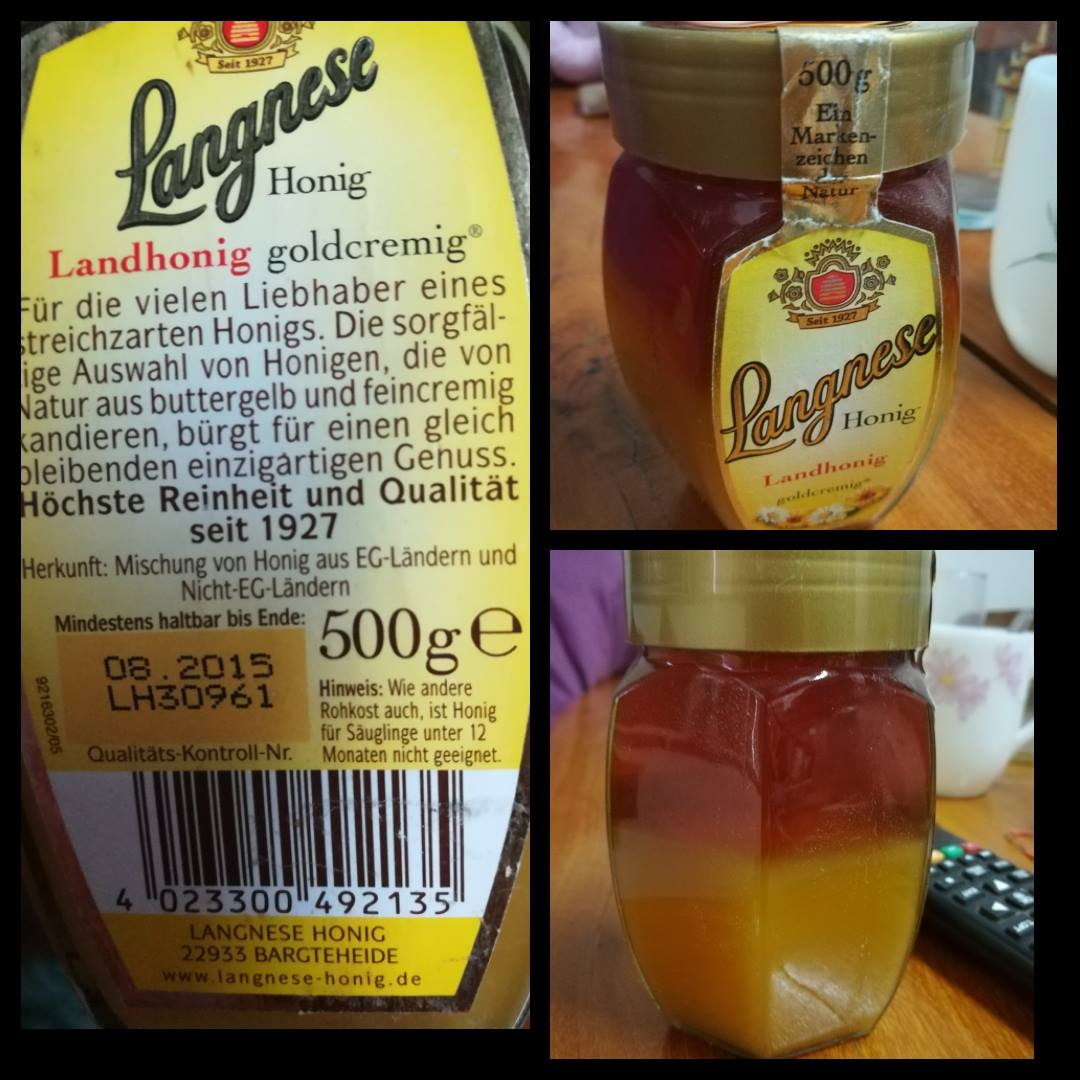 Seit 1927
Langnese
Honig
Landhonig goldcremig®
Für die vielen Liebhaber eines
streichzarten Honigs. Die sorgfäl-
ige Auswahl von Honigen, die von
Natur aus buttergelb und feincremig
kandieren, bürgt für einen gleich
bleibenden einzigartigen Genuss.
Höchste Reinheit und Qualität
seit 1927
Herkunft: Mischung von Honig aus EG-Ländern und
Nicht-EG-Ländern
Mindestens haltbar bis Ende:
08.2015
LH30961
Qualitäts-Kontroll-Nr.
9216302/05
500g e
Hinweis: Wie andere
Rohkost auch, ist Honig
für Säuglinge unter 12
Monaten nicht geeignet.
4 023300 492135
LANGNESE HONIG
22933 BARGTEHEIDE
www.langnese-honig.de
500g
Ein
Marken-
zeichen
der
Natur
Seit 1927
Langnese
Honig
Landhonig
goldcremig®